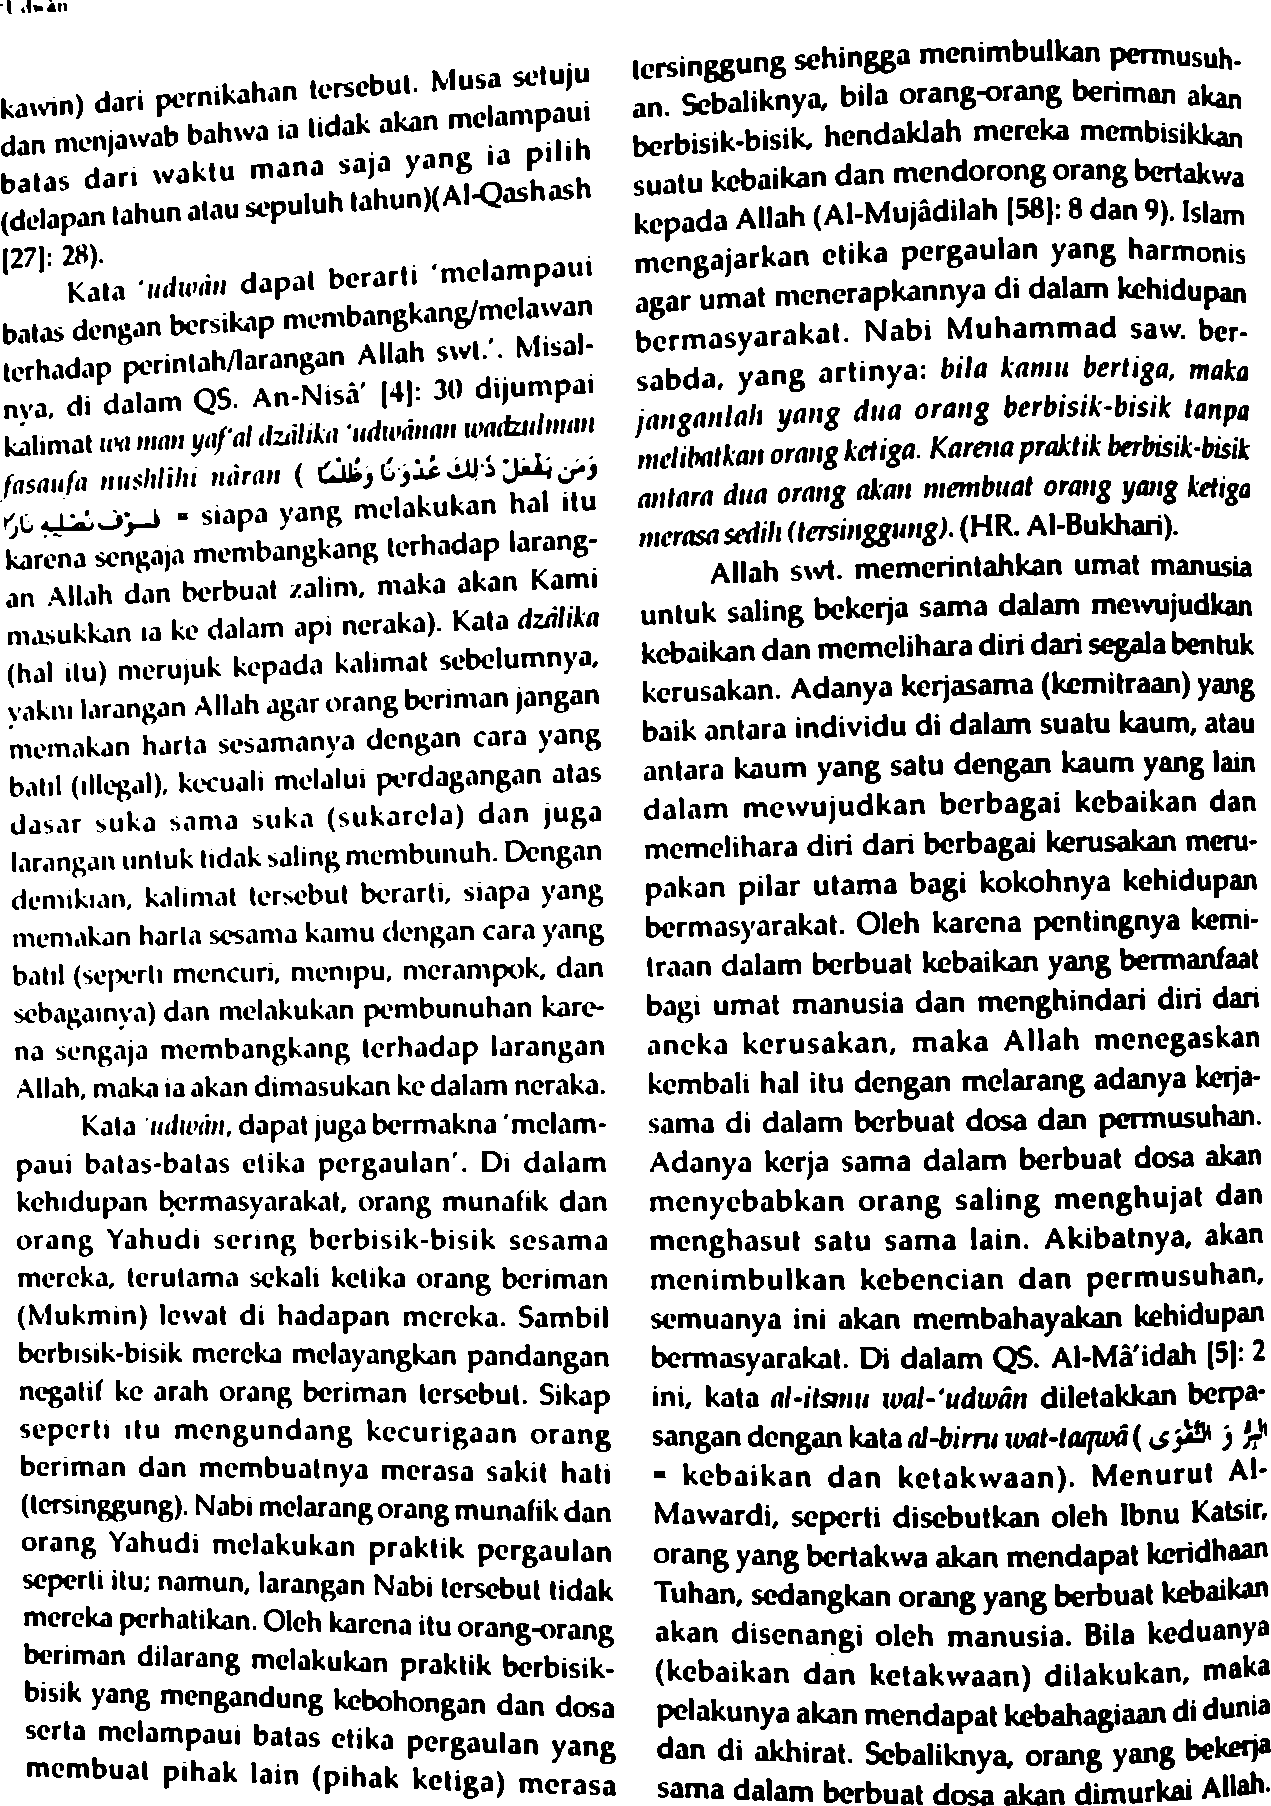 kawin) dari pernikahan tersebut. Musa setuju
dan menjawab bahwa ia tidak akan melampaui
batas dari waktu mana saja yang ia pilih
(delapan tahun atau sepuluh tahun)(Al-Qashash
[27]: 28).
Kata 'udwân dapat berarti 'melampaui
batas dengan bersikap membangkang/melawan
terhadap perintah/larangan Allah swt.'. Misal-
nya, di dalam QS. An-Nisâ' [4]: 30 dijumpai
kalimat wa man yaf'al dzâlika 'udwânan wadzulman
fasaufa nushlihi nâran ( وَمَن يَفْعَلْ ذَٰلِكَ عُدْوَٰنًا وَظُلْمًا
فَسَوْفَ نُصْلِيهِ نَارًا = siapa yang melakukan hal itu
karena sengaja membangkang terhadap larang-
an Allah dan berbuat zalim, maka akan Kami
masukkan ia ke dalam api neraka). Kata dzâlika
(hal itu) merujuk kepada kalimat sebelumnya,
yakni larangan Allah agar orang beriman jangan
memakan harta sesamanya dengan cara yang
batil (illegal), kecuali melalui perdagangan atas
dasar suka sama suka (sukarela) dan juga
larangan untuk tidak saling membunuh. Dengan
demikian, kalimat tersebut berarti, siapa yang
memakan harta sesama kamu dengan cara yang
batil (seperti mencuri, menipu, merampok, dan
sebagainya) dan melakukan pembunuhan kare-
na sengaja membangkang terhadap larangan
Allah, maka ia akan dimasukan ke dalam neraka.
Kata 'udwân, dapat juga bermakna 'melam-
paui batas-batas etika pergaulan'. Di dalam
kehidupan bermasyarakat, orang munafik dan
orang Yahudi sering berbisik-bisik sesama
mereka, terutama sekali ketika orang beriman
(Mukmin) lewat di hadapan mereka. Sambil
berbisik-bisik mereka melayangkan pandangan
negatif ke arah orang beriman tersebut. Sikap
seperti itu mengundang kecurigaan orang
beriman dan membuatnya merasa sakit hati
(tersinggung). Nabi melarang orang munafik dan
orang Yahudi melakukan praktik pergaulan
seperti itu; namun, larangan Nabi tersebut tidak
mereka perhatikan. Oleh karena itu orang-orang
beriman dilarang melakukan praktik berbisik-
bisik yang mengandung kebohongan dan dosa
serta melampaui batas etika pergaulan yang
membuat pihak lain (pihak ketiga) merasa
tersinggung sehingga menimbulkan permusuh-
an. Sebaliknya, bila orang-orang beriman akan
berbisik-bisik, hendaklah mereka membisikkan
suatu kebaikan dan mendorong orang bertakwa
kepada Allah (Al-Mujâdilah [58]: 8 dan 9). Islam
mengajarkan etika pergaulan yang harmonis
agar umat menerapkannya di dalam kehidupan
bermasyarakat. Nabi Muhammad saw. ber-
sabda, yang artinya: bila kamu bertiga, maka
janganlah yang dua orang berbisik-bisik tanpa
melibatkan orang ketiga. Karena praktik berbisik-bisik
antara dua orang akan membuat orang yang ketiga
merasa sedih (tersinggung). (HR. Al-Bukhari).
Allah swt. memerintahkan umat manusia
untuk saling bekerja sama dalam mewujudkan
kebaikan dan memelihara diri dari segala bentuk
kerusakan. Adanya kerjasama (kemitraan) yang
baik antara individu di dalam suatu kaum, atau
antara kaum yang satu dengan kaum yang lain
dalam mewujudkan berbagai kebaikan dan
memelihara diri dari berbagai kerusakan meru-
pakan pilar utama bagi kokohnya kehidupan
bermasyarakat. Oleh karena pentingnya kemi-
traan dalam berbuat kebaikan yang bermanfaat
bagi umat manusia dan menghindari diri dari
aneka kerusakan, maka Allah menegaskan
kembali hal itu dengan melarang adanya kerja-
sama di dalam berbuat dosa dan permusuhan.
Adanya kerja sama dalam berbuat dosa akan
menyebabkan orang saling menghujat dan
menghasut satu sama lain. Akibatnya, akan
menimbulkan kebencian dan permusuhan,
semuanya ini akan membahayakan kehidupan
bermasyarakat. Di dalam QS. Al-Mâ'idah [5]: 2
ini, kata al-itsmu wal-'udwân diletakkan berpa-
sangan dengan kata al-birru wat-taqwâ ( الْبِرُّ وَ التَّقْوَى
= kebaikan dan ketakwaan). Menurut Al-
Mawardi, seperti disebutkan oleh Ibnu Katsir,
orang yang bertakwa akan mendapat keridhaan
Tuhan, sedangkan orang yang berbuat kebaikan
akan disenangi oleh manusia. Bila keduanya
(kebaikan dan ketakwaan) dilakukan, maka
pelakunya akan mendapat kebahagiaan di dunia
dan di akhirat. Sebaliknya, orang yang bekerja
sama dalam berbuat dosa akan dimurkai Allah.